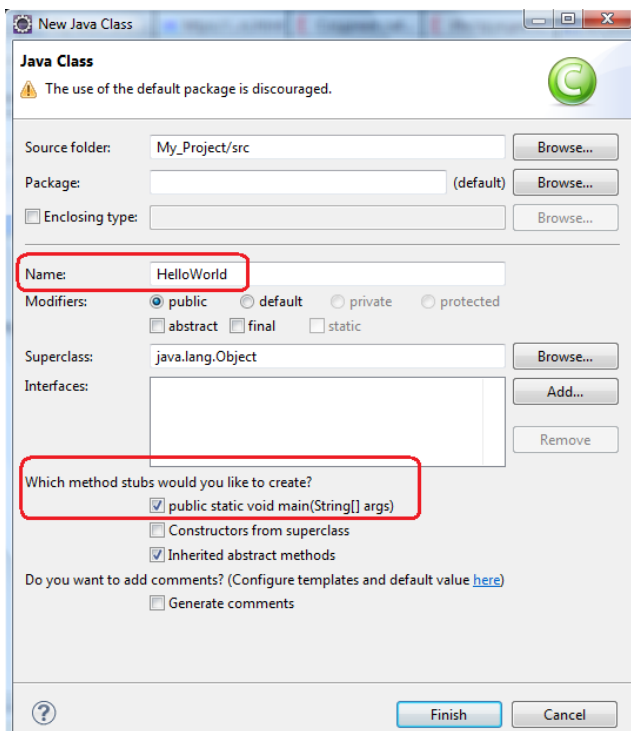 New Java Class
Java Class
The use of the default package is discouraged.
Source folder: My_Project/src Browse...
Package: (default) Browse...
Enclosing type: Browse...
Name: HelloWorld
Modifiers: public default private protected
abstract final static
Superclass: java.lang.Object Browse...
Interfaces: Add...
Remove
Which method stubs would you like to create?
public static void main(String[] args)
Constructors from superclass
Inherited abstract methods
Do you want to add comments? (Configure templates and default value here)
Generate comments
Finish Cancel